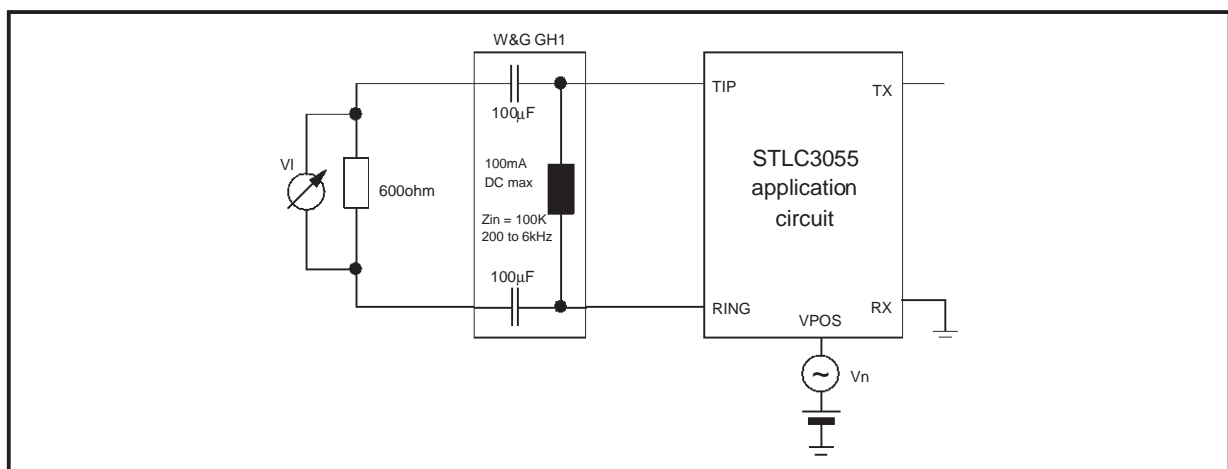 W&G GH1
TIP
TX
100μF
VI
100mA
DC max
STLC3055
application
circuit
600ohm
Zin = 100K
200 to 6kHz
100μF
RING
RX
VPOS
~
Vn